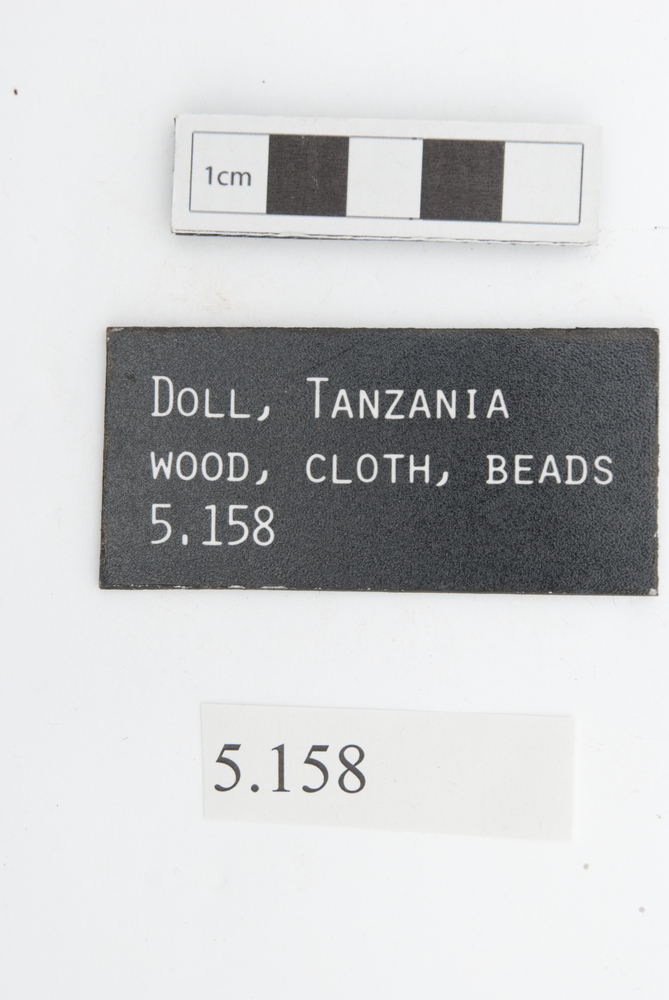 1cm
Doll, Tanzania
wood, cloth, beads
5.158
5.158